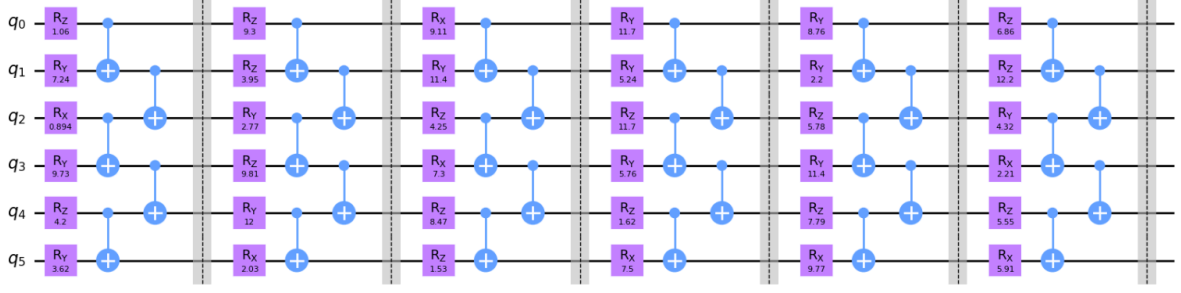 q0 RZ 1.06 RZ 9.3 RX 9.11 RY 11.7 RY 8.76 RZ 6.86
q1 RY 7.24 RZ 3.95 RY 11.4 RY 5.24 RY 2.2 RZ 12.2
q2 RX 0.894 RY 2.77 RZ 4.25 RZ 11.7 RZ 5.78 RY 4.32
q3 RY 9.73 RZ 9.81 RX 7.3 RY 5.76 RY 11.4 RX 2.21
q4 RZ 4.2 RY 12 RX 8.47 RZ 1.62 RZ 7.79 RZ 5.55
q5 RY 3.62 RX 2.03 RZ 1.53 RX 7.5 RX 9.77 RX 5.91